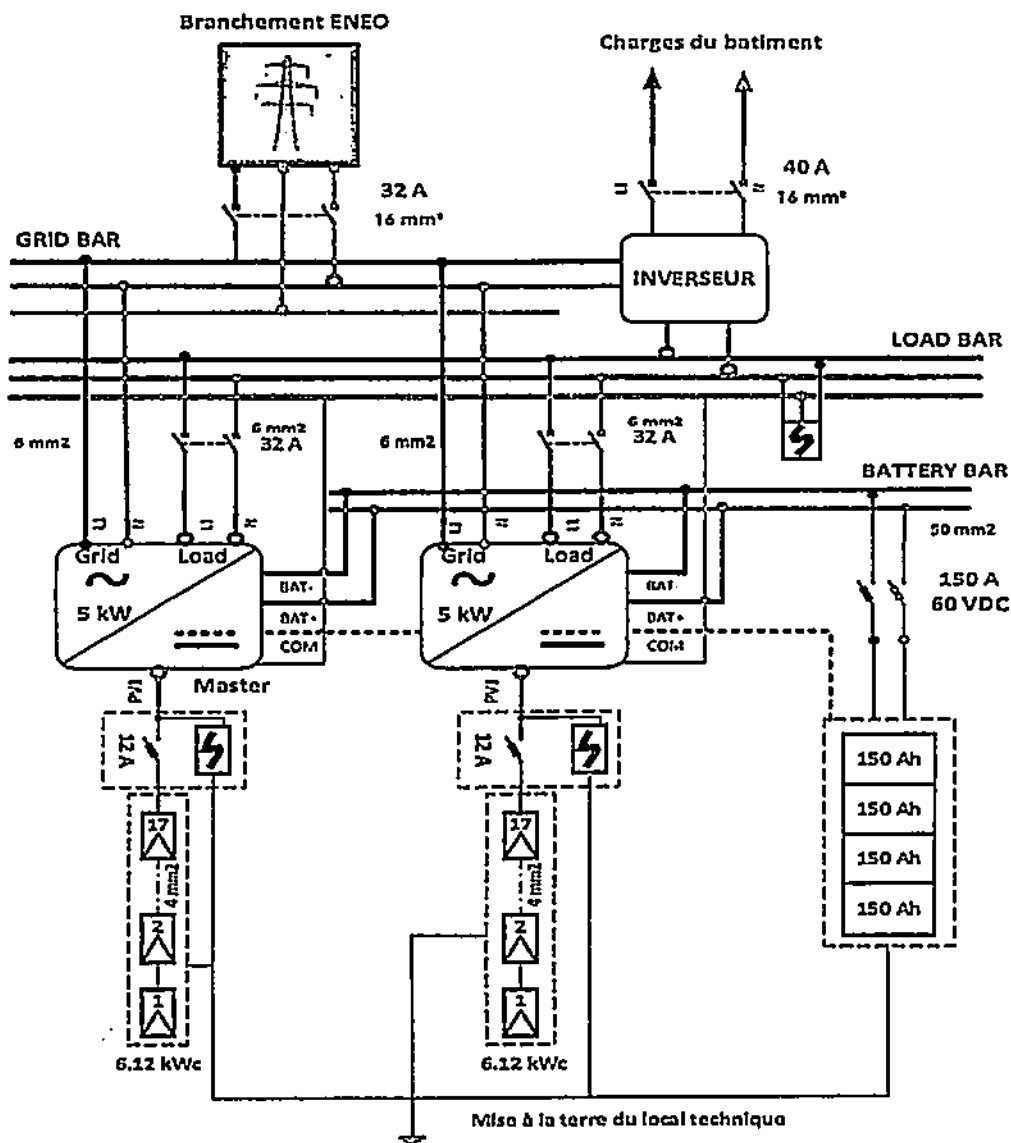 Branchement ENEO
Charges du batiment
32 A
16 mm²
40 A
16 mm²
GRID BAR
INVERSEUR
LOAD BAR
6 mm2
6 mm2
32 A
6 mm2
6 mm2
32 A
BATTERY BAR
50 mm2
150 A
60 VDC
Grid
Load
5 kW
BAT-
BAT+
COM
Grid
Load
5 kW
BAT-
BAT+
COM
Master
PV1
PV1
12 A
12 A
150 Ah
150 Ah
150 Ah
150 Ah
17
4 mm2
2
1
17
4 mm2
2
1
6.12 kWc
6.12 kWc
Mise à la terre du local technique